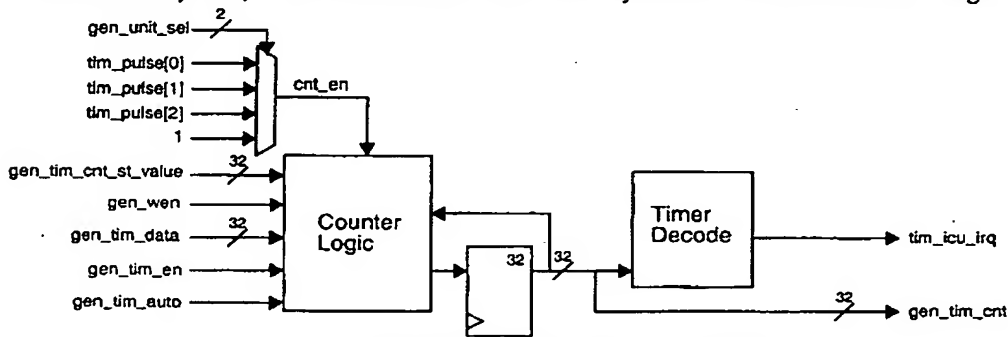 gen_unit_sel
2
tim_pulse[0]
tim_pulse[1]
cnt_en
tim_pulse[2]
1
gen_tim_cnt_st_value
32
gen_wen
gen_tim_data
32
gen_tim_en
gen_tim_auto
Counter
Logic
32
32
Timer
Decode
tim_icu_irq
32
gen_tim_cnt